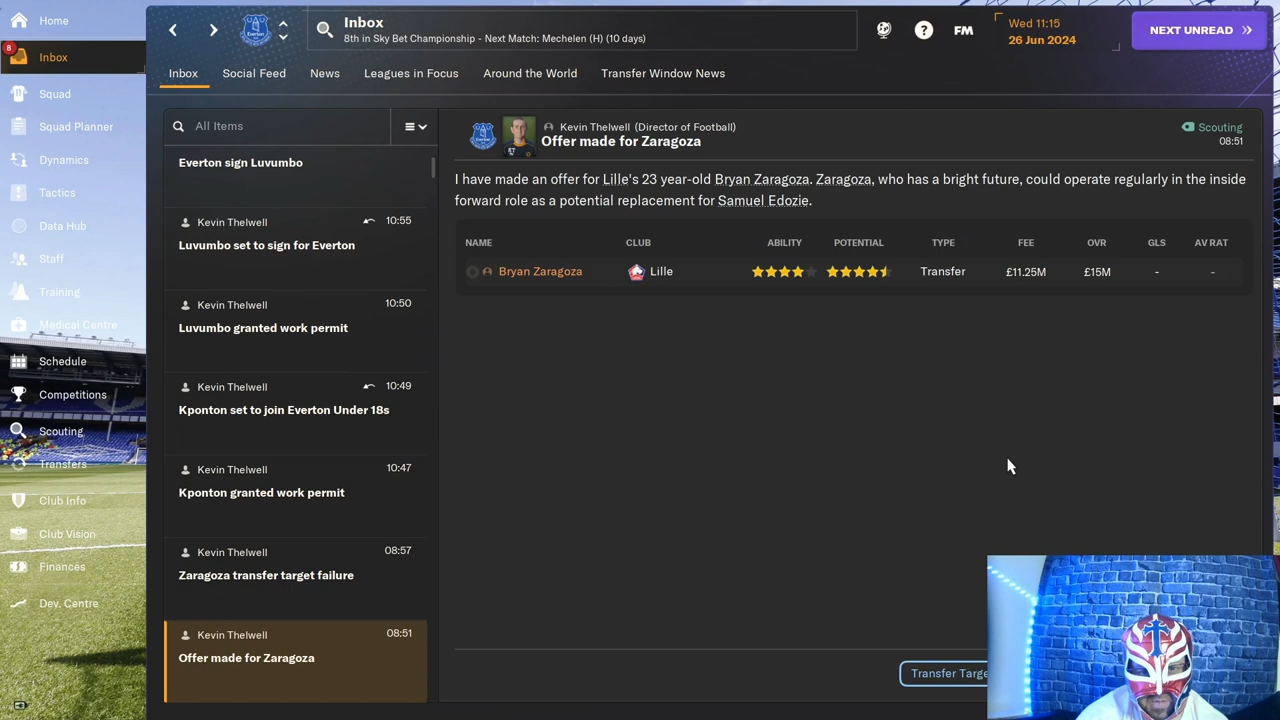 Home
8
Inbox
Squad
Squad Planner
Dynamics
Tactics
Data Hub
Staff
Training
Medical Centre
Schedule
Competitions
Scouting
Transfers
Club Info
Club Vision
Finances
Dev. Centre
Everton
Inbox
8th in Sky Bet Championship - Next Match: Mechelen (H) (10 days)
?
FM
Wed 11:15
26 Jun 2024
NEXT UNREAD
Inbox
Social Feed
News
Leagues in Focus
Around the World
Transfer Window News
All Items
Everton sign Luvumbo
Kevin Thelwell 10:55
Luvumbo set to sign for Everton
Kevin Thelwell 10:50
Luvumbo granted work permit
Kevin Thelwell 10:49
Kponton set to join Everton Under 18s
Kevin Thelwell 10:47
Kponton granted work permit
Kevin Thelwell 08:57
Zaragoza transfer target failure
Kevin Thelwell 08:51
Offer made for Zaragoza
Kevin Thelwell (Director of Football)
Offer made for Zaragoza
Scouting
08:51
I have made an offer for Lille's 23 year-old Bryan Zaragoza. Zaragoza, who has a bright future, could operate regularly in the inside
forward role as a potential replacement for Samuel Edozie.
NAME CLUB ABILITY POTENTIAL TYPE FEE OVR GLS AV RAT
Bryan Zaragoza Lille Transfer £11.25M £15M - -
Transfer Targe